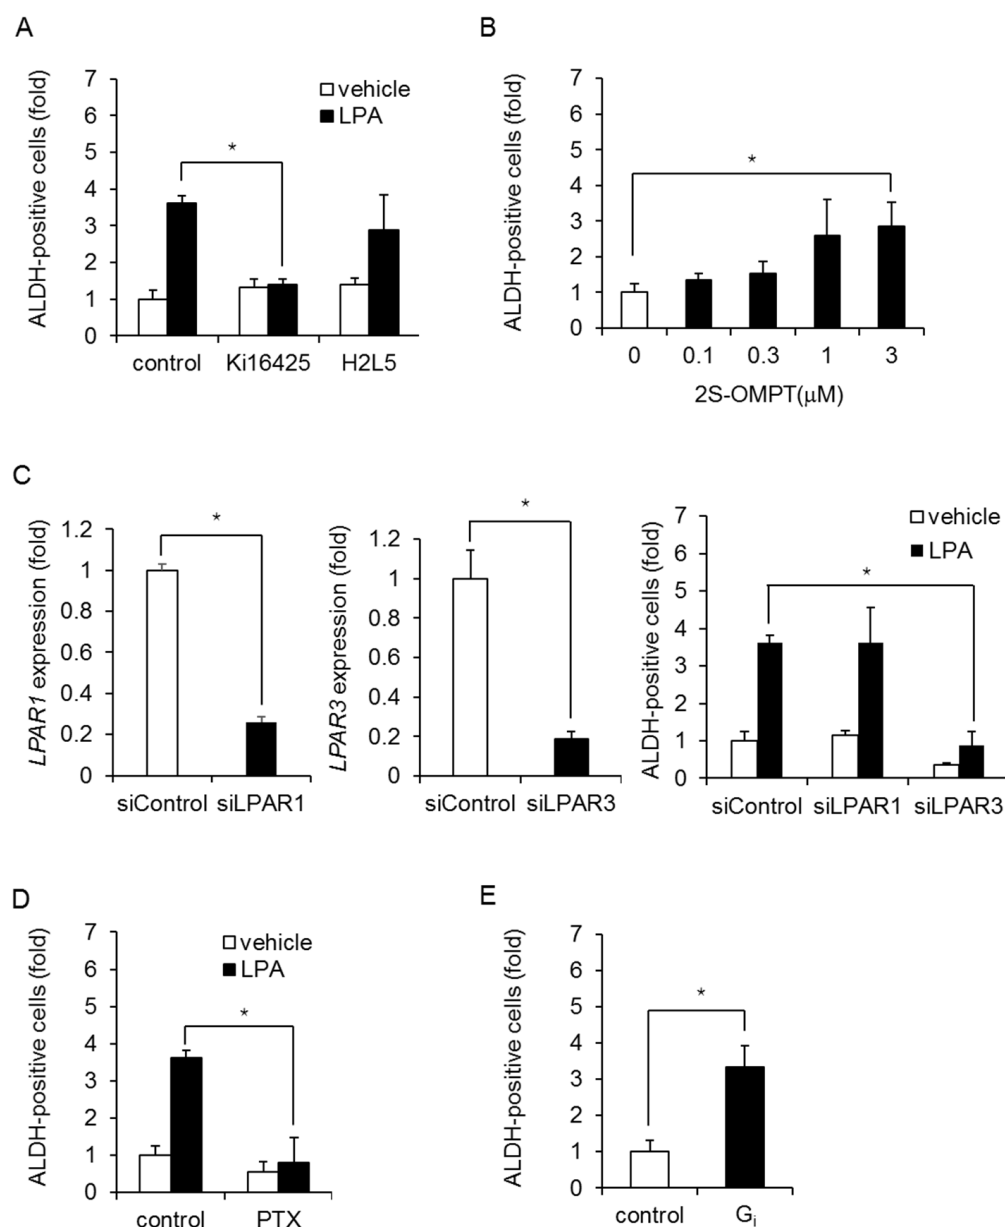 A
ALDH-positive cells (fold)
7
6
5
4
3
2
1
0
vehicle
LPA
*
control
Ki16425
H2L5
B
ALDH-positive cells (fold)
7
6
5
4
3
2
1
0
*
0
0.1
0.3
1
3
2S-OMPT(μM)
C
LPAR1 expression (fold)
1.2
1
0.8
0.6
0.4
0.2
0
*
siControl
siLPAR1
LPAR3 expression (fold)
1.2
1
0.8
0.6
0.4
0.2
0
*
siControl
siLPAR3
ALDH-positive cells (fold)
7
6
5
4
3
2
1
0
vehicle
LPA
*
siControl
siLPAR1
siLPAR3
D
ALDH-positive cells (fold)
7
6
5
4
3
2
1
0
vehicle
LPA
*
control
PTX
E
ALDH-positive cells (fold)
7
6
5
4
3
2
1
0
*
control
Gi